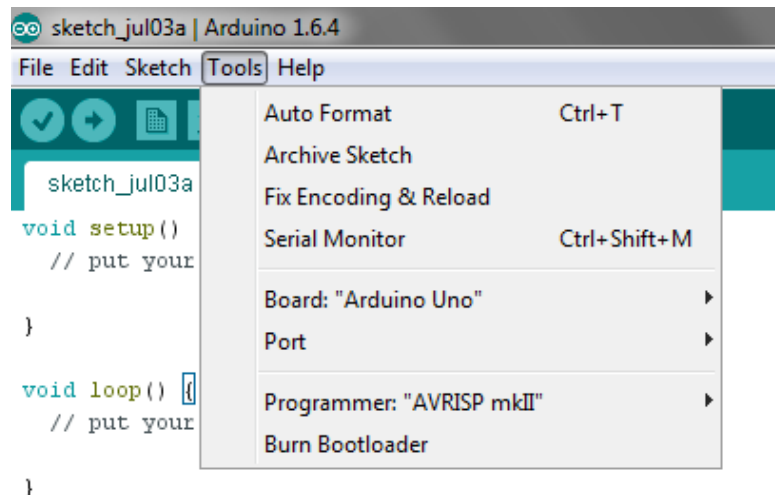 sketch_jul03a | Arduino 1.6.4
File Edit Sketch Tools Help
Auto Format Ctrl+T
Archive Sketch
Fix Encoding & Reload
Serial Monitor Ctrl+Shift+M
Board: "Arduino Uno"
Port
Programmer: "AVRISP mkII"
Burn Bootloader
sketch_jul03a
void setup()
// put your
}
void loop() {
// put your
}